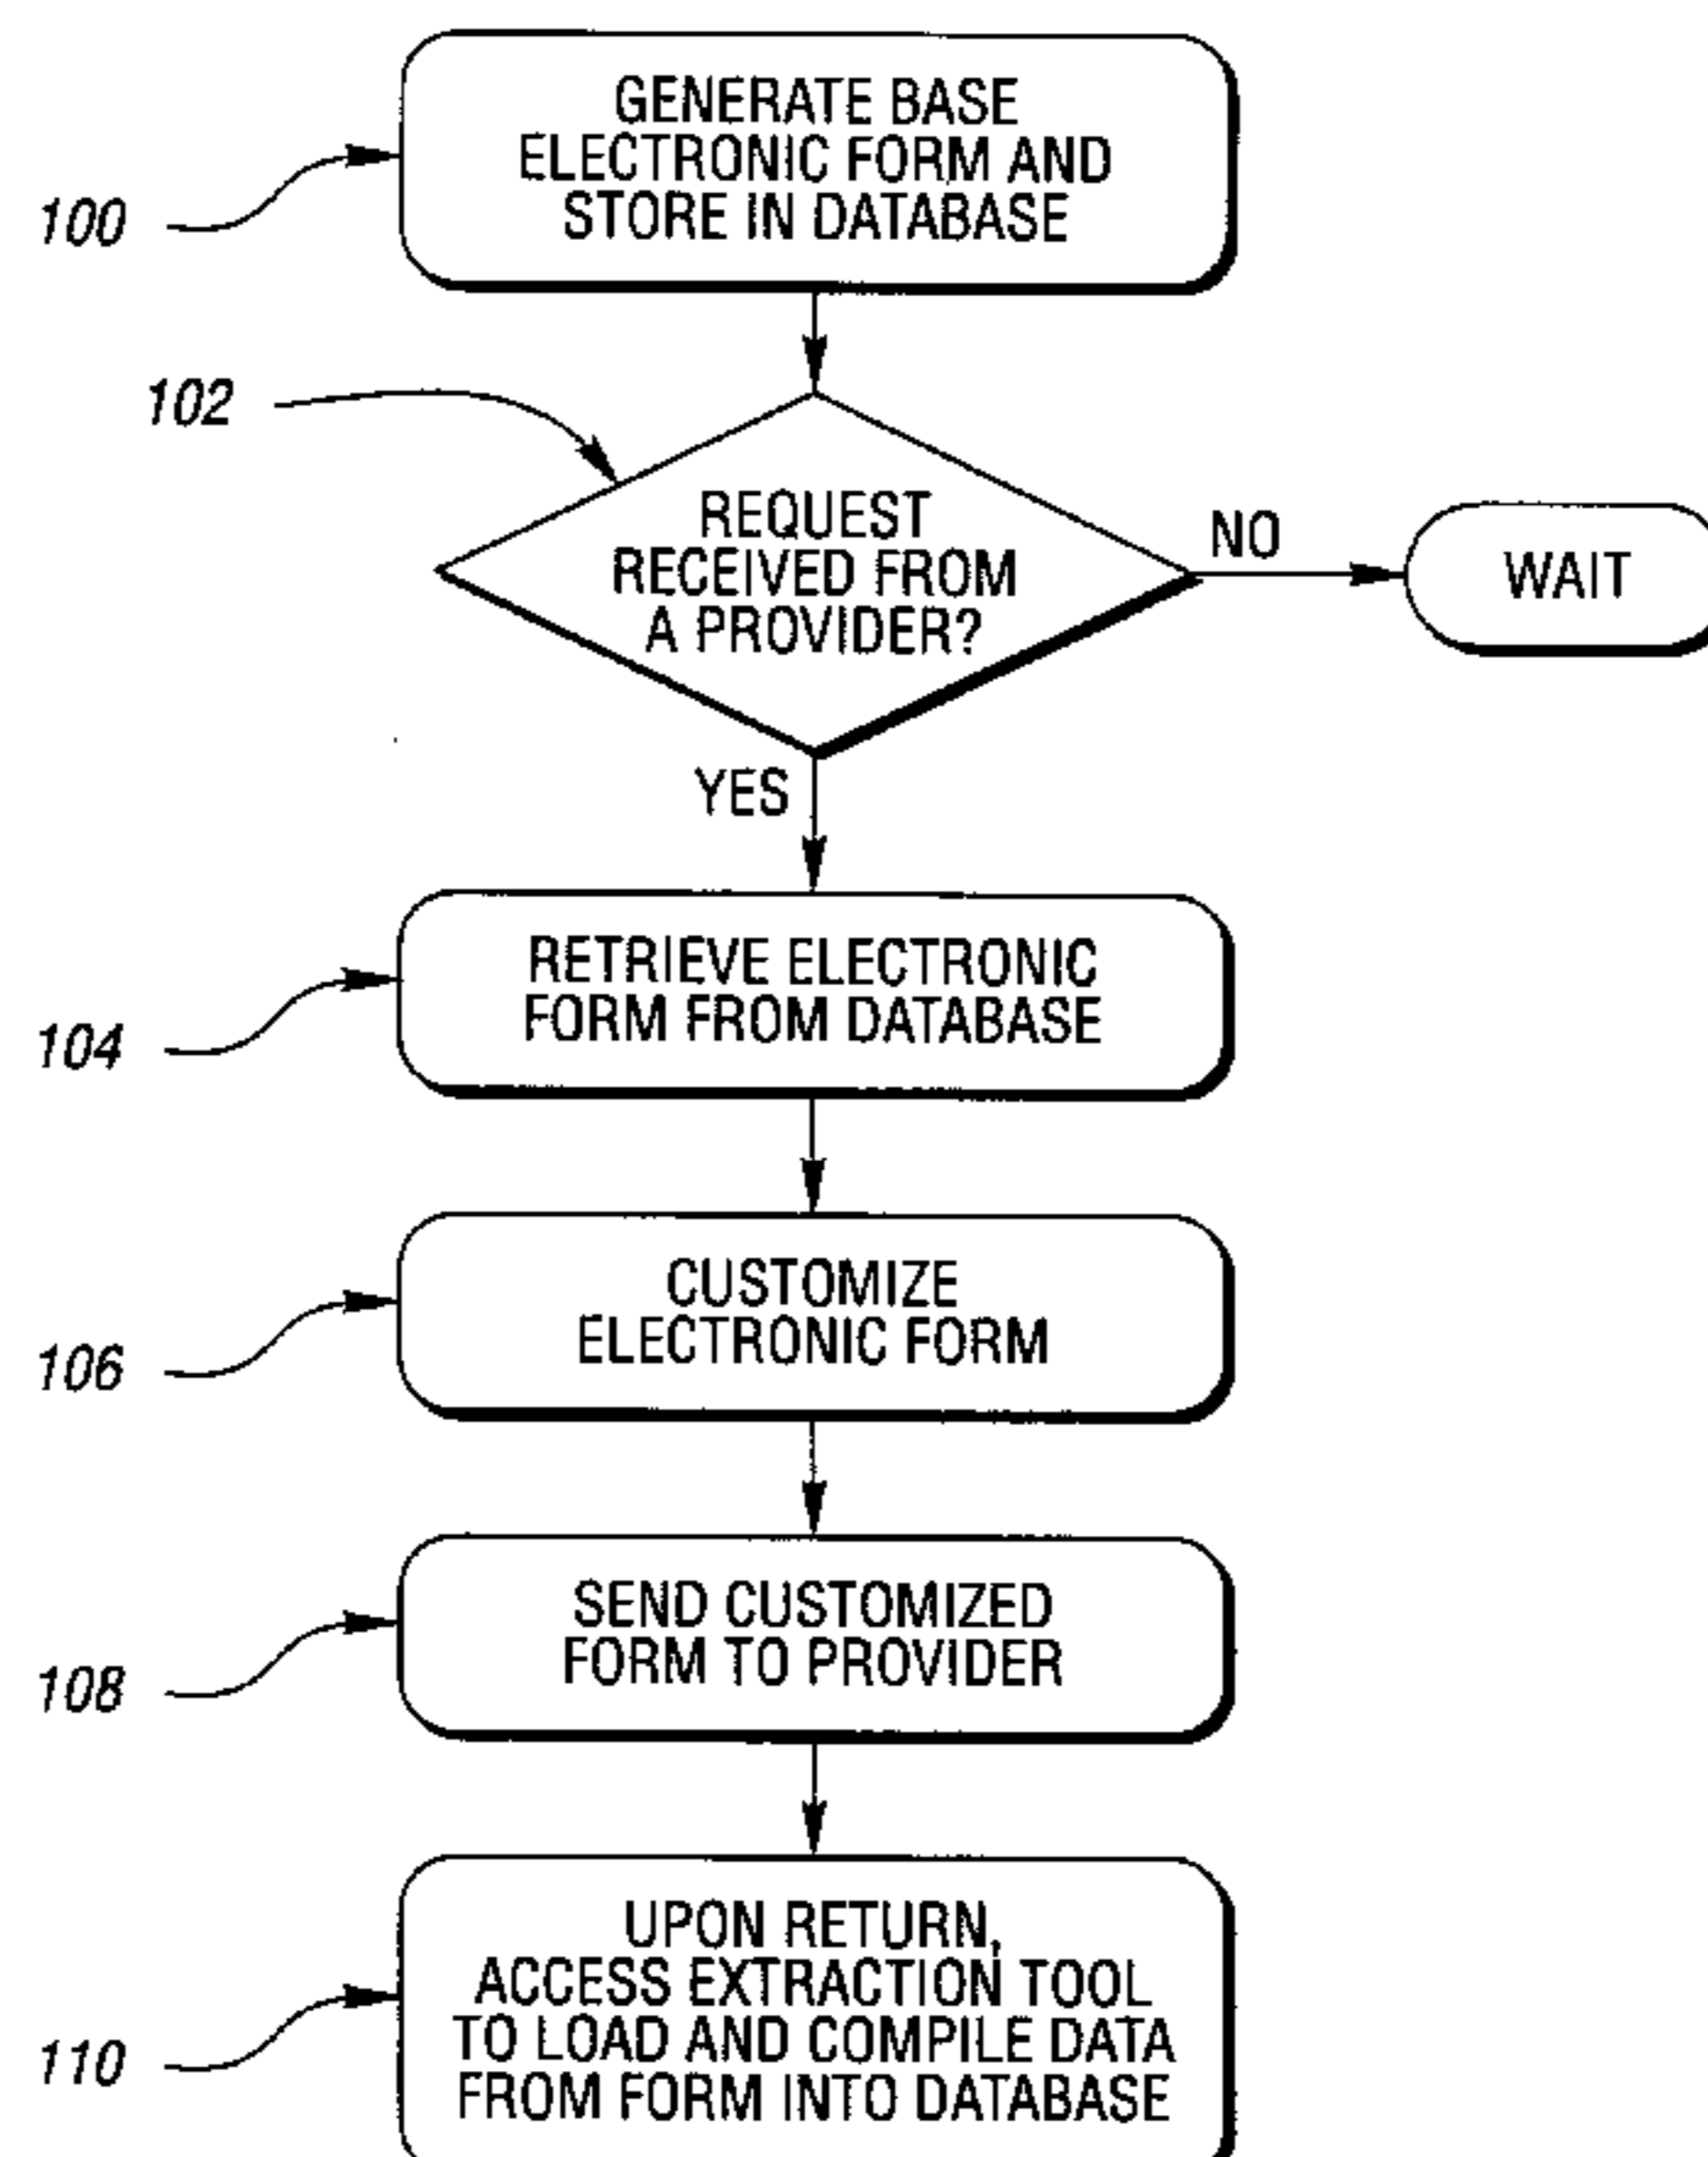 GENERATE BASE
ELECTRONIC FORM AND
STORE IN DATABASE
100
102
REQUEST
RECEIVED FROM
A PROVIDER?
NO
WAIT
YES
RETRIEVE ELECTRONIC
FORM FROM DATABASE
104
CUSTOMIZE
ELECTRONIC FORM
106
SEND CUSTOMIZED
FORM TO PROVIDER
108
UPON RETURN,
ACCESS EXTRACTION TOOL
TO LOAD AND COMPILE DATA
FROM FORM INTO DATABASE
110